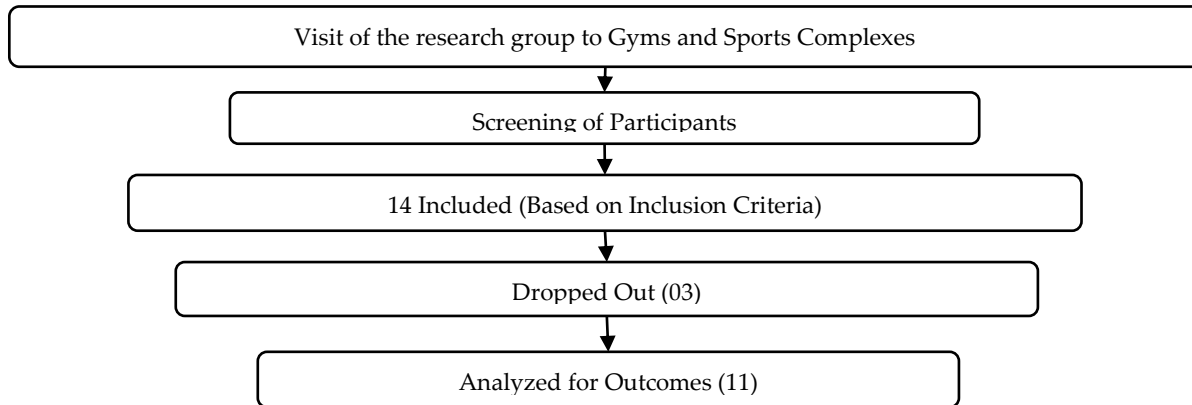 Visit of the research group to Gyms and Sports Complexes
Screening of Participants
14 Included (Based on Inclusion Criteria)
Dropped Out (03)
Analyzed for Outcomes (11)